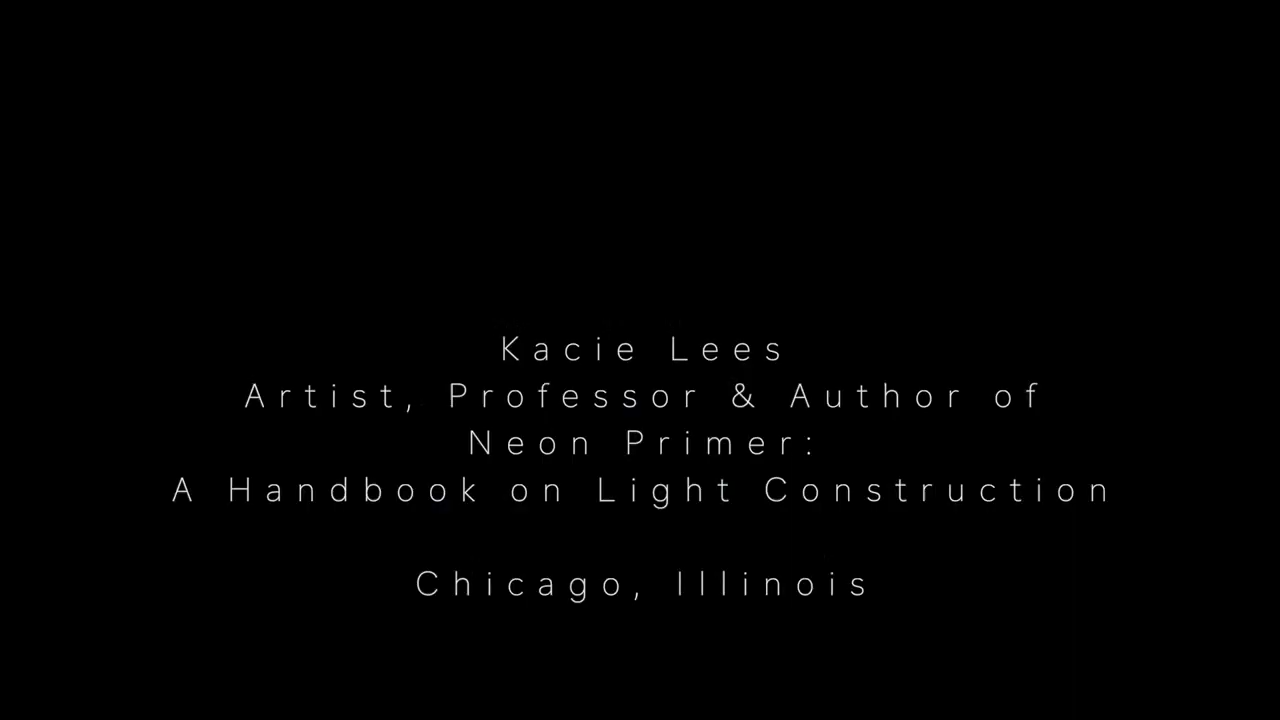 Kacie Lees
Artist, Professor & Author of
Neon Primer:
A Handbook on Light Construction
Chicago, Illinois